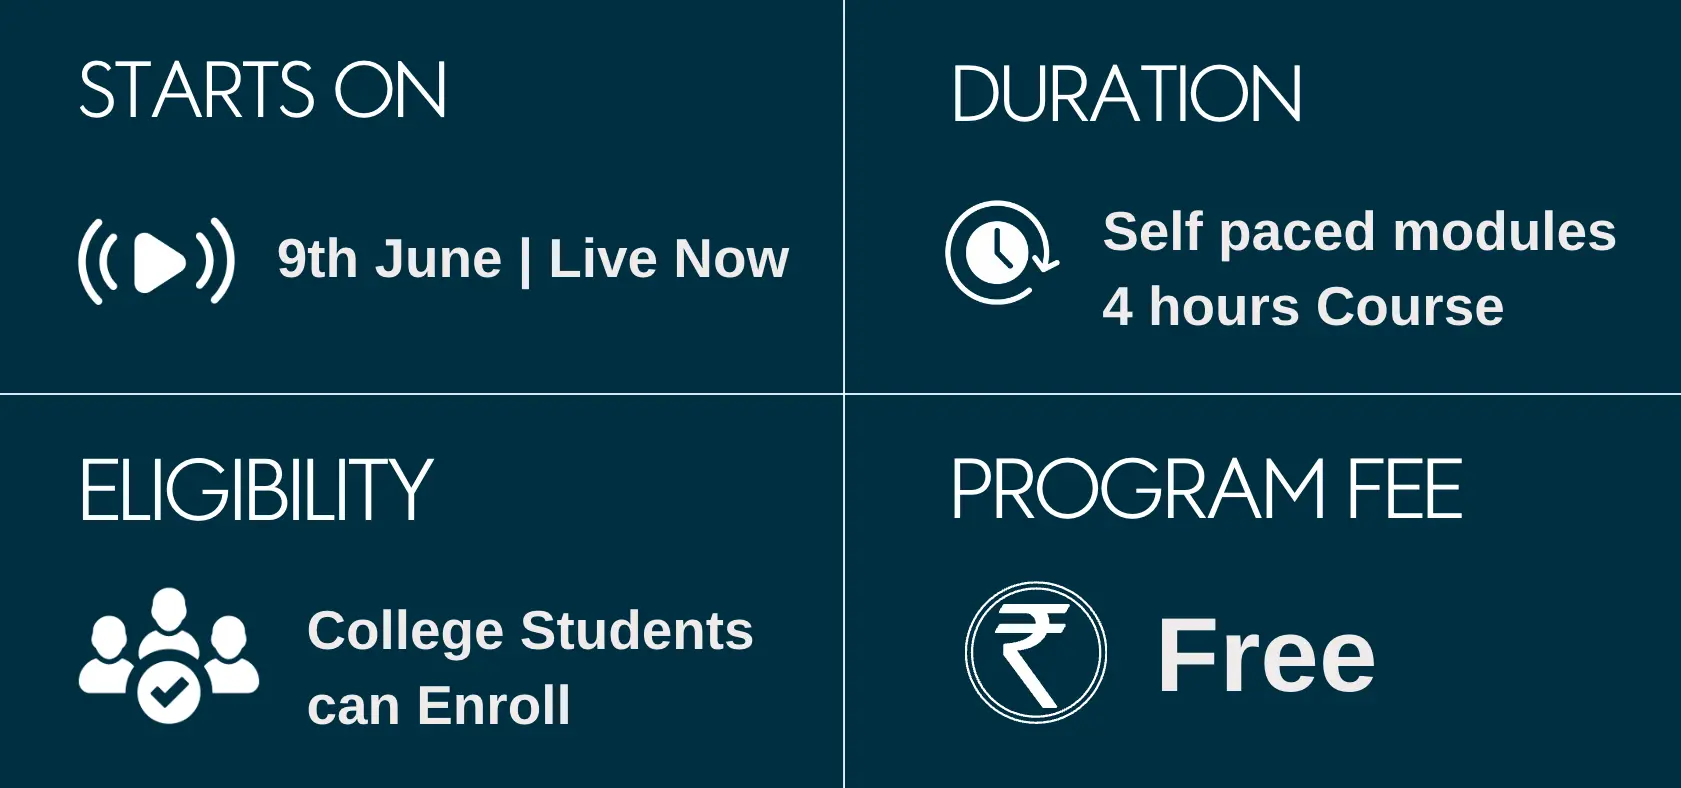 STARTS ON
9th June | Live Now
DURATION
Self paced modules
4 hours Course
ELIGIBILITY
College Students
can Enroll
PROGRAM FEE
₹
Free